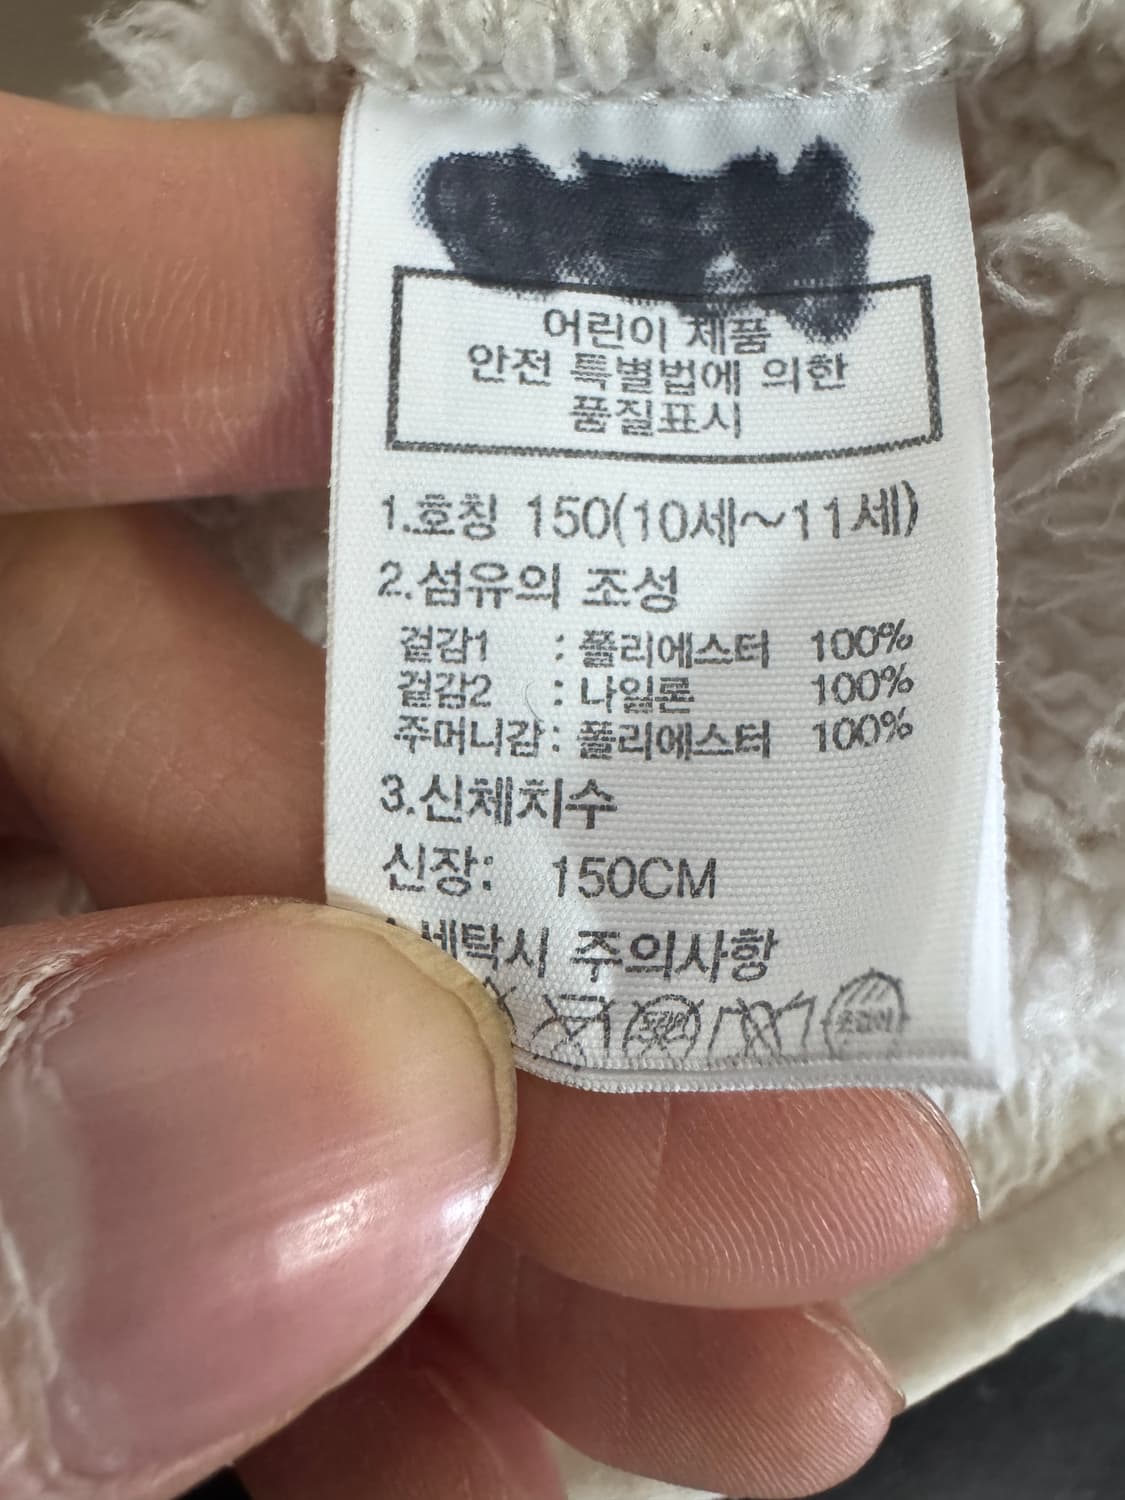 어린이 제품
안전 특별법에 의한
품질표시
1.호칭 150(10세~11세)
2.섬유의 조성
겉감1 : 폴리에스터 100%
겉감2 : 나일론 100%
주머니감: 폴리에스터 100%
3.신체치수
신장: 150CM
세탁시 주의사항